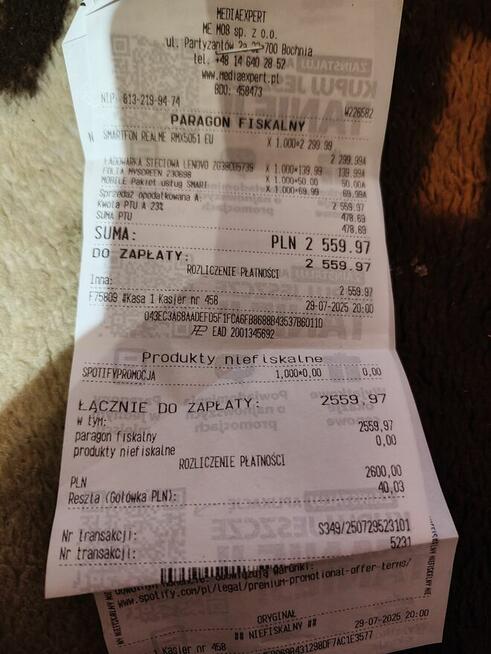 MEDIAEXPERT
ME M08 sp. z o.o.
ul. Partyzantów 700 Bochnia
tel. +48 14 640 28 52
www.mediaexpert.pl
BDO: 458473
NIP: 813-219-94-74
W226582
PARAGON FISKALNY
N SMARTFON REALME RMX5051 EU X 1.000*2 299.99
2 299.99A
ŁADOWARKA SIECIOWA LENOVO ZG38C05739 X 1.000*139.99 139.99A
FOLIA MYSCREEN 230698 X 1.000*50.00 50.00A
MOBILE Pakiet usług SMART X 1.000*69.99 69.99A
Sprzedaż opodatkowana A: 2 559.97
Kwota PTU A 23% 478.69
SUMA PTU 478.69
SUMA: PLN 2 559.97
DO ZAPŁATY: 2 559.97
ROZLICZENIE PŁATNOŚCI
Inna: 2 559.97
F75809 #Kasa 1 Kasjer nr 458 29-07-2025 20:00
EAD 2001345692
Produkty niefiskalne
SPOTIFYPROMOCJA 1,000*0,00 0,00
ŁĄCZNIE DO ZAPŁATY: 2559,97
w tym:
paragon fiskalny 2559,97
produkty niefiskalne 0,00
ROZLICZENIE PŁATNOŚCI
PLN 2600,00
Reszta (Gotówka PLN): 40,03
Nr transakcji: S349/250729523101
Nr transakcji: 5231
obowiązują warunki:
www.spotify.com/pl/legal/premium-promotional-offer-terms/
ORYGINAŁ
## NIEFISKALNY ##
29-07-2025 20:00
1 Kasjer nr 458